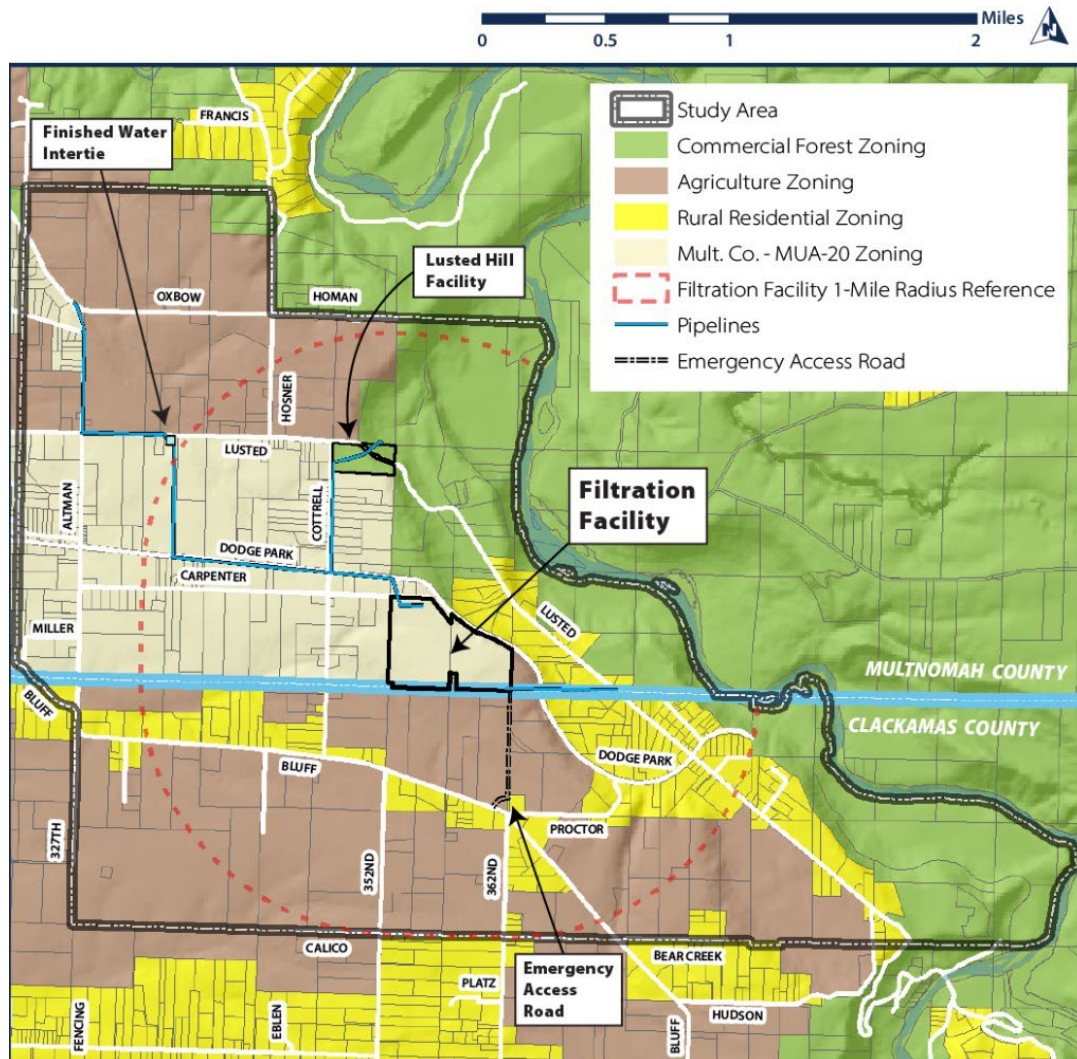 Miles
N
0 0.5 1 2
Study Area
Commercial Forest Zoning
Agriculture Zoning
Rural Residential Zoning
Mult. Co. - MUA-20 Zoning
Filtration Facility 1-Mile Radius Reference
Pipelines
Emergency Access Road
FRANCIS
Finished Water
Intertie
Lusted Hill
Facility
OXBOW
HOMAN
HOSNER
LUSTED
ALTMAN
COTTRELL
Filtration
Facility
DODGE PARK
CARPENTER
LUSTED
MILLER
MULTNOMAH COUNTY
CLACKAMAS COUNTY
BLUFF
BLUFF
DODGE PARK
PROCTOR
327TH
352ND
362ND
CALICO
BEAR CREEK
Emergency
Access
Road
PLATZ
HUDSON
FENCING
EBLEN
BLUFF